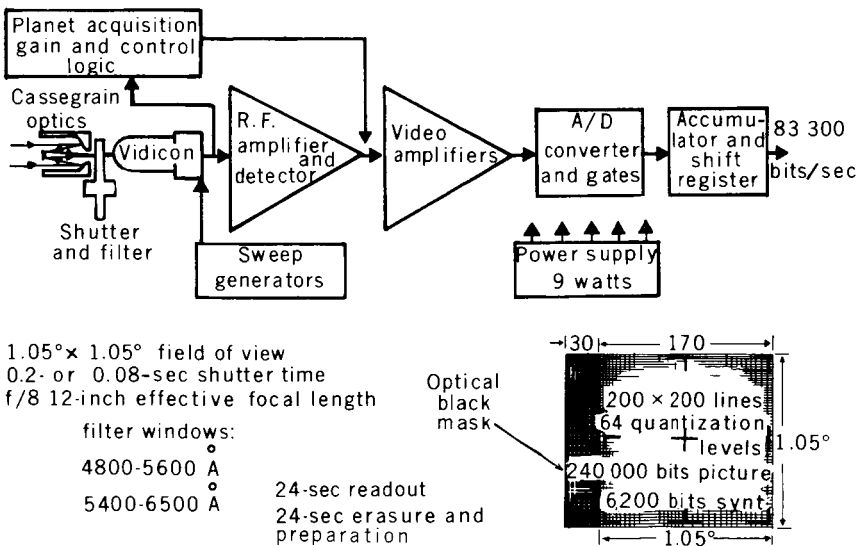 Planet acquisition
gain and control
logic
Cassegrain
optics
Vidicon
Shutter
and filter
R.F.
amplifier
and
detector
Sweep
generators
Video
amplifiers
A/D
converter
and gates
Accumu-
lator and
shift
register
83 300
bits/sec
Power supply
9 watts
1.05°× 1.05° field of view
0.2- or 0.08-sec shutter time
f/8 12-inch effective focal length
filter windows:
4800-5600 Å
5400-6500 Å
24-sec readout
24-sec erasure and
preparation
Optical
black
mask
30 170
200 × 200 lines
64 quantization
levels
240 000 bits picture
6200 bits synt
1.05°
1.05°